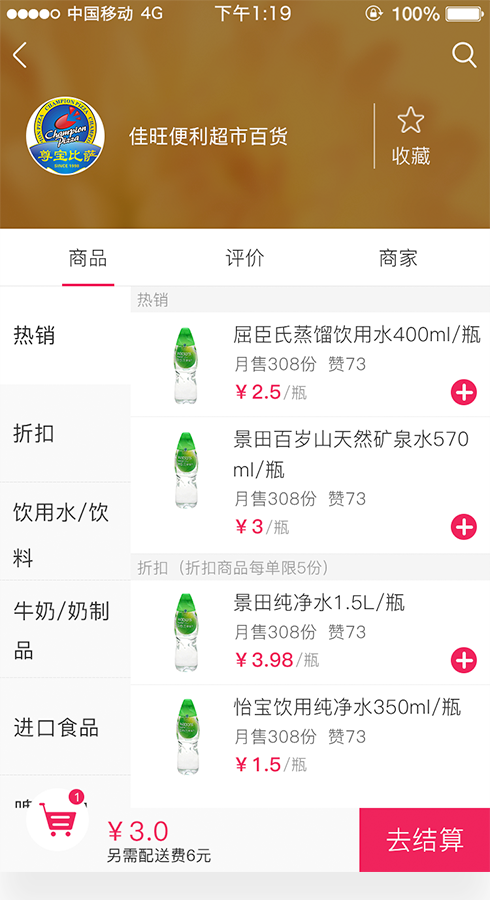 中国移动 4G 下午1:19 100%
CHAMPION PIZZA
Champion
Pizza
尊宝比萨
SINCE 1998
佳旺便利超市百货
收藏
商品 评价 商家
热销
热销
屈臣氏蒸馏饮用水400ml/瓶
月售308份 赞73
¥2.5/瓶
折扣
景田百岁山天然矿泉水570
ml/瓶
月售308份 赞73
¥3/瓶
饮用水/饮
料
折扣（折扣商品每单限5份）
景田纯净水1.5L/瓶
月售308份 赞73
¥3.98/瓶
牛奶/奶制
品
怡宝饮用纯净水350ml/瓶
月售308份 赞73
¥1.5/瓶
进口食品
1
¥3.0
另需配送费6元
去结算